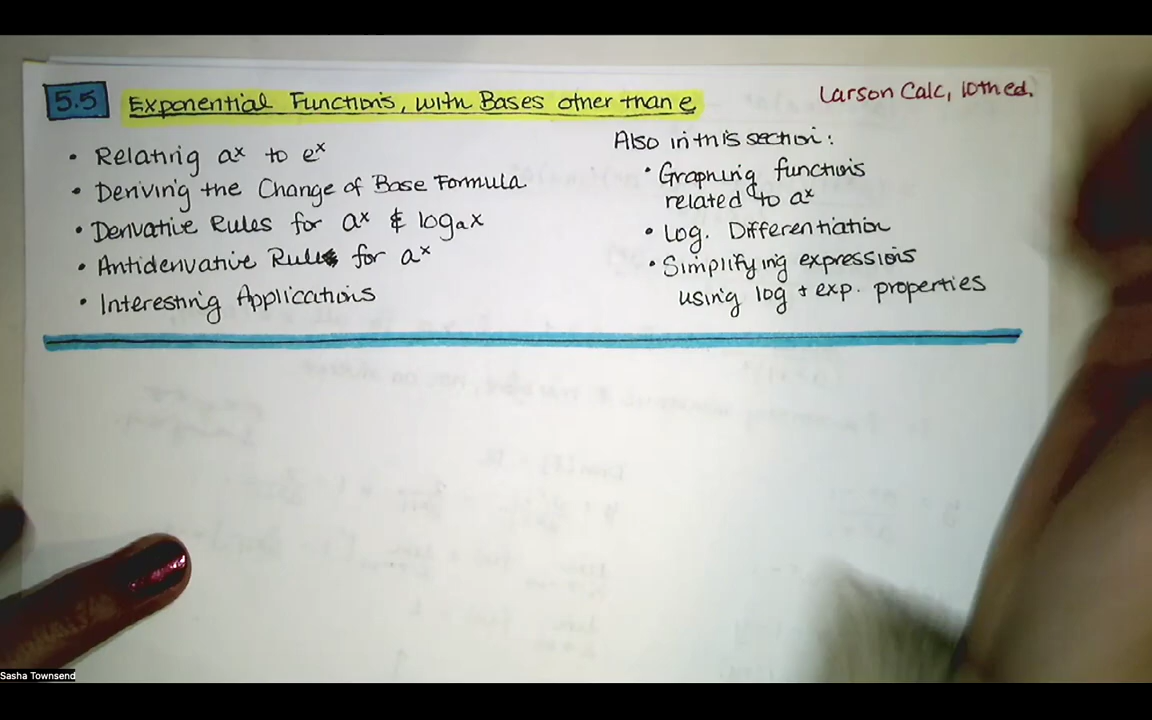 5.5 Exponential Functions, with Bases other than e
Larson Calc, 10th ed.
• Relating aˣ to eˣ
• Deriving the Change of Base Formula
• Derivative Rules for aˣ & logₐx
• Antiderivative Rules for aˣ
• Interesting Applications
Also in this section:
• Graphing functions
related to aˣ
• Log. Differentiation
• Simplifying expressions
using log + exp. properties
Sasha Townsend